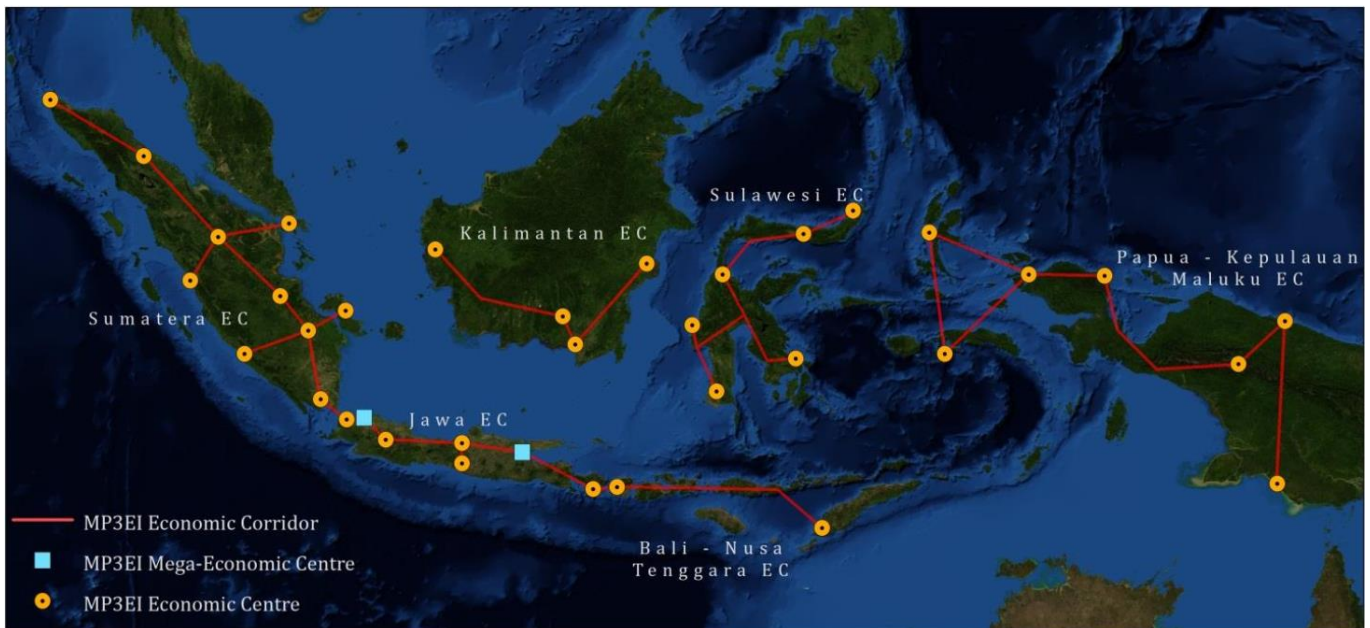 Sulawesi EC
Kalimantan EC
Papua - Kepulauan
Maluku EC
Sumatera EC
Jawa EC
Bali - Nusa
Tenggara EC
MP3EI Economic Corridor
MP3EI Mega-Economic Centre
MP3EI Economic Centre